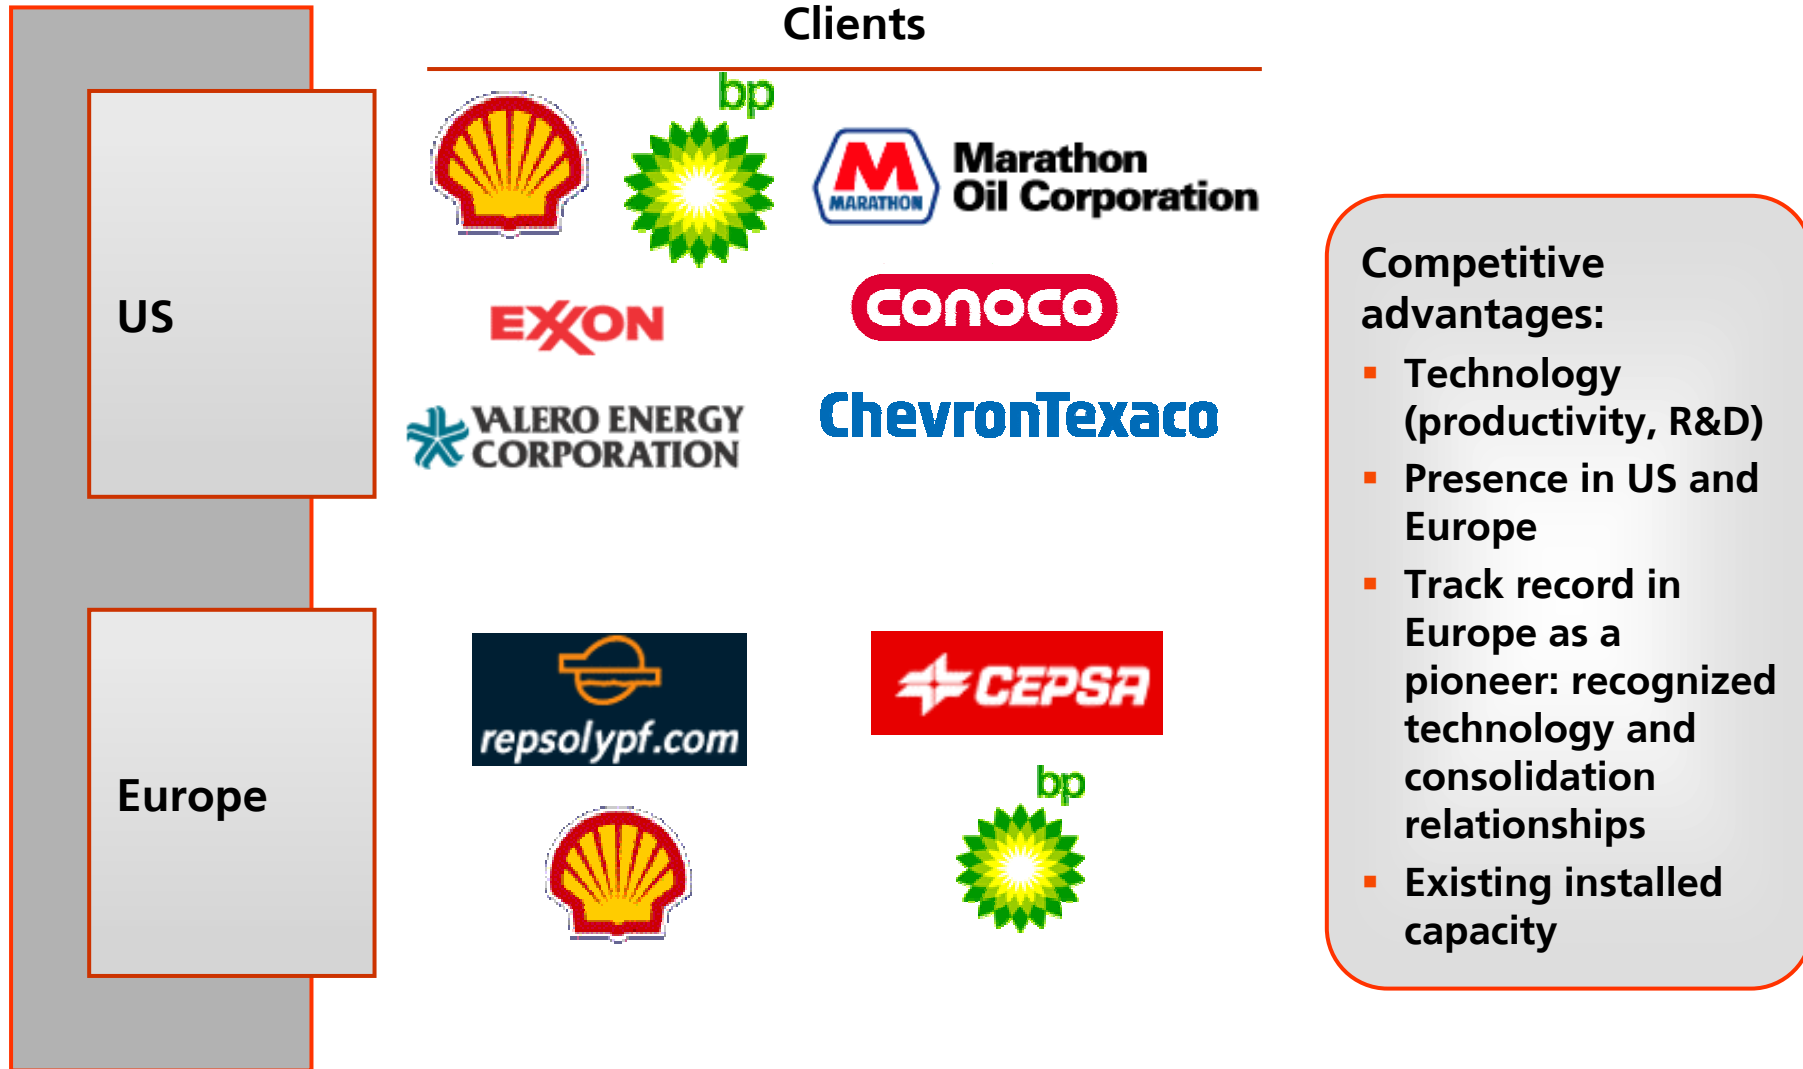 Clients
US
bp
MARATHON
Marathon
Oil Corporation
EXXON
CONOCO
VALERO ENERGY
CORPORATION
ChevronTexaco
Europe
repsolypf.com
CEPSA
bp
Competitive
advantages:
Technology
(productivity, R&D)
Presence in US and
Europe
Track record in
Europe as a
pioneer: recognized
technology and
consolidation
relationships
Existing installed
capacity